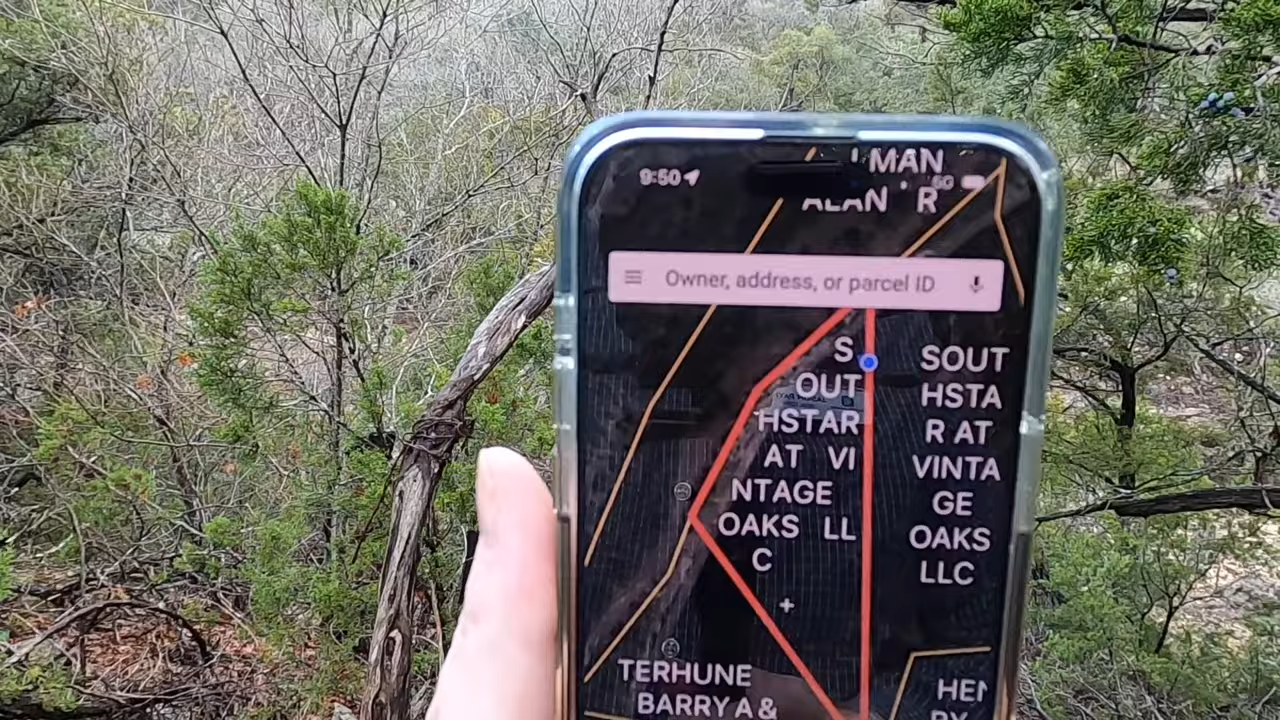 9:50
MAN
ALAN R
5G
Owner, address, or parcel ID
S
OUT
HSTAR
AT VI
NTAGE
OAKS LL
C
SOUT
HSTA
R AT
VINTA
GE
OAKS
LLC
TERHUNE
BARRY A &
HEN